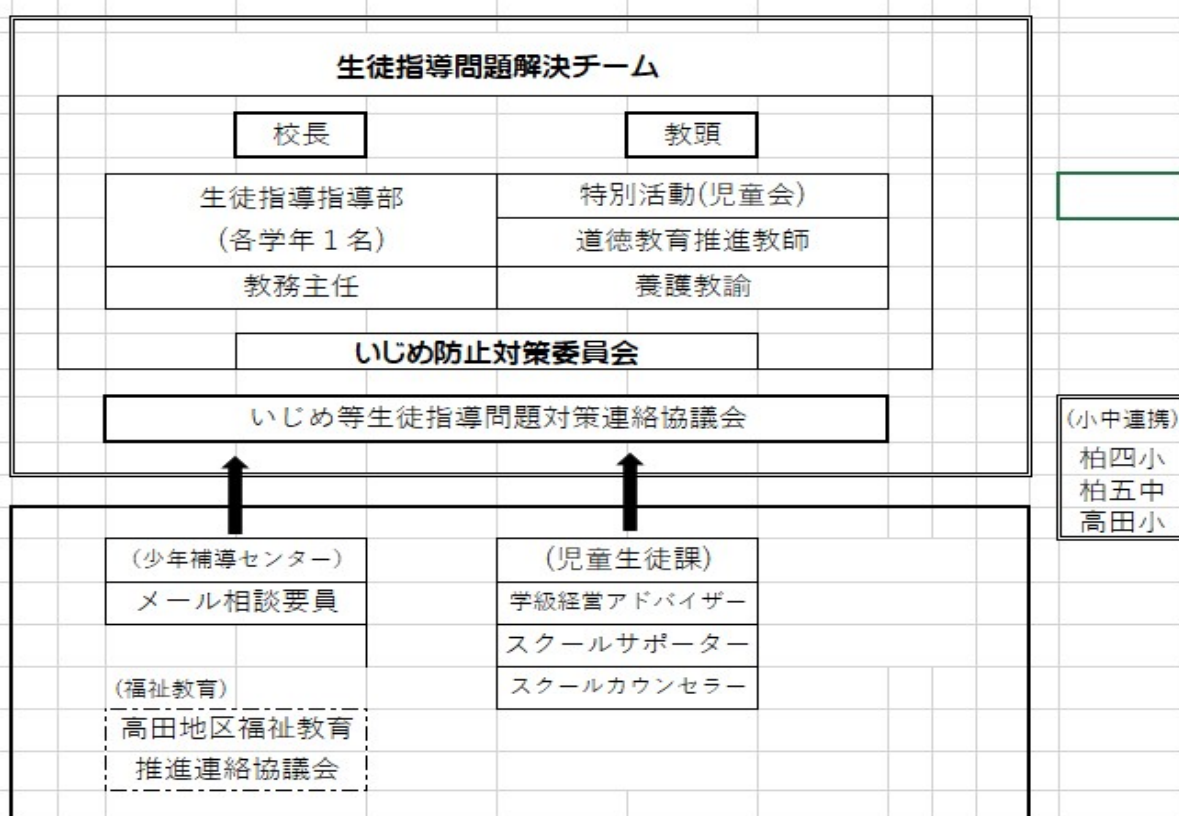 生徒指導問題解決チーム
校長
教頭
生徒指導指導部
(各学年１名)
特別活動(児童会)
道徳教育推進教師
教務主任
養護教諭
いじめ防止対策委員会
いじめ等生徒指導問題対策連絡協議会
(小中連携)
柏四小
柏五中
高田小
(少年補導センター)
メール相談要員
(児童生徒課)
学級経営アドバイザー
スクールサポーター
スクールカウンセラー
(福祉教育)
高田地区福祉教育
推進連絡協議会